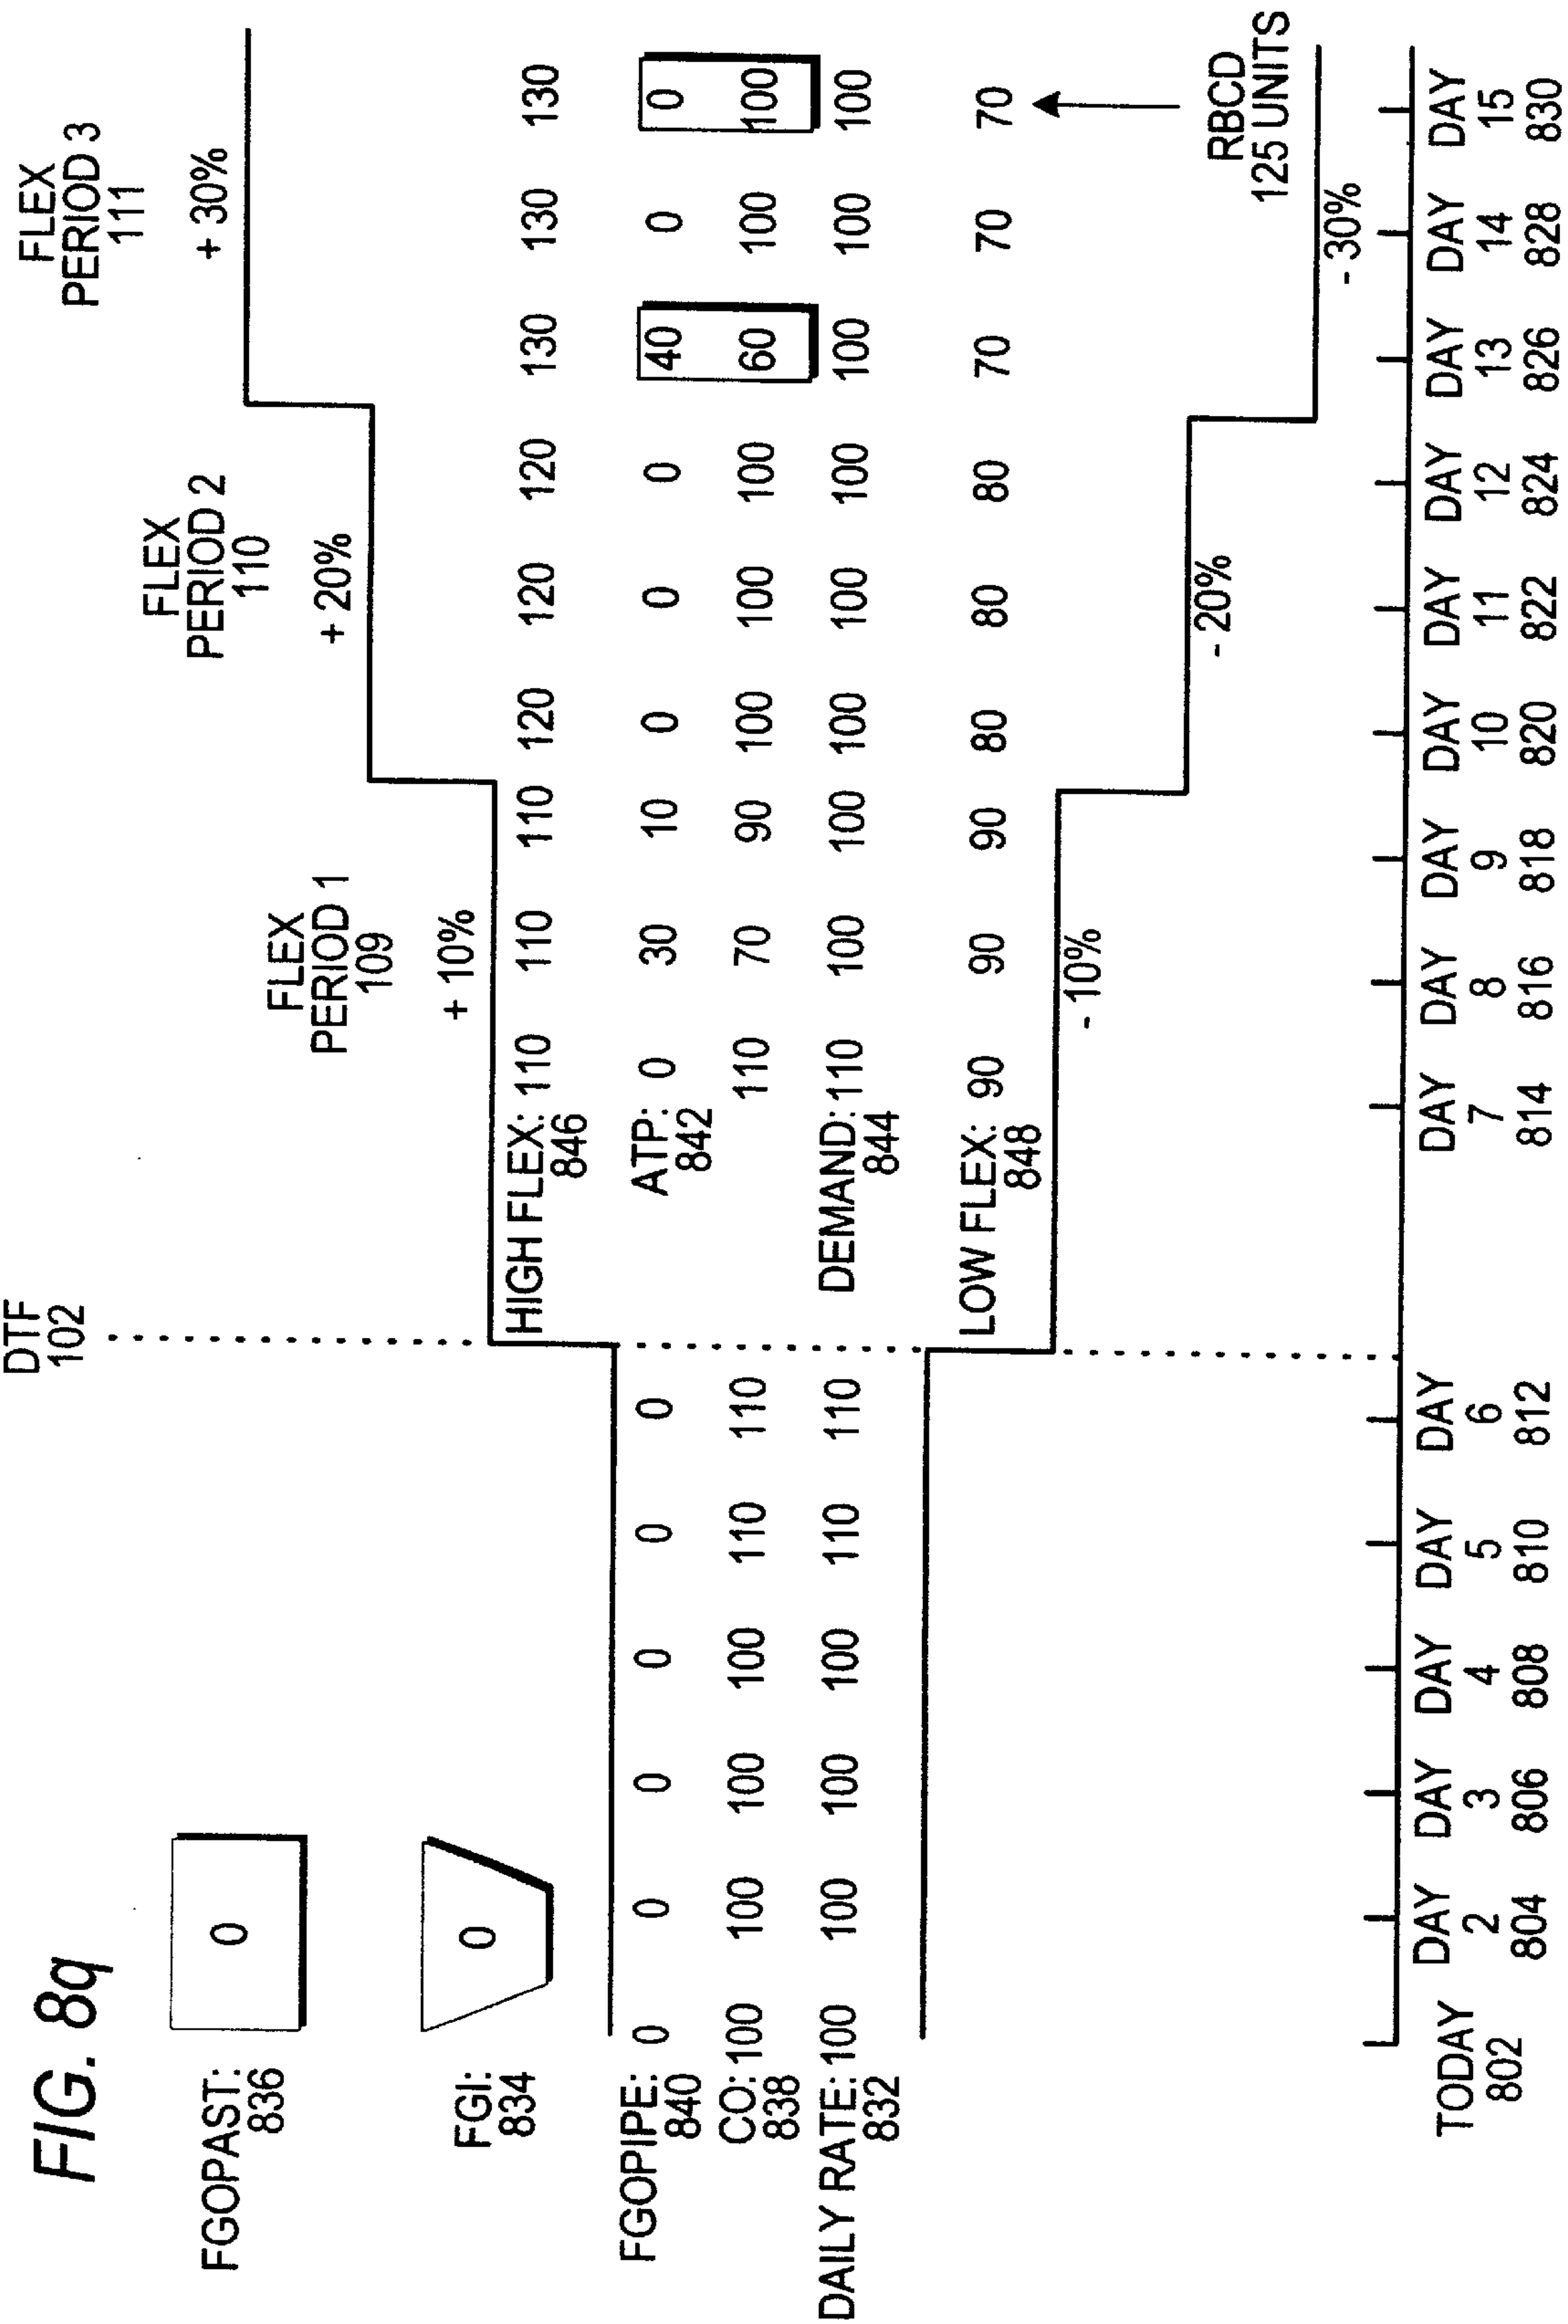 FIG. 8q
DTF
102
FLEX
PERIOD 1
109
+ 10%
FLEX
PERIOD 2
110
+ 20%
FLEX
PERIOD 3
111
+ 30%
FGOPAST:
836
0
FGI:
834
0
HIGH FLEX: 110 110 110 120 120 120 130 130 130
846
FGOPIPE: 0 0 0 0 0 0
840
ATP: 0 30 10 0 0 0 40 0 0
842
CO: 100 100 100 100 110 110 110 70 90 100 100 100 60 100 100
838
DAILY RATE: 100 100 100 100 110 110
832
DEMAND: 110 100 100 100 100 100 100 100 100
844
LOW FLEX: 90 90 90 80 80 80 70 70 70
848
- 10%
- 20%
- 30%
RBCD
125 UNITS
TODAY
802
DAY
2
804
DAY
3
806
DAY
4
808
DAY
5
810
DAY
6
812
DAY
7
814
DAY
8
816
DAY
9
818
DAY
10
820
DAY
11
822
DAY
12
824
DAY
13
826
DAY
14
828
DAY
15
830